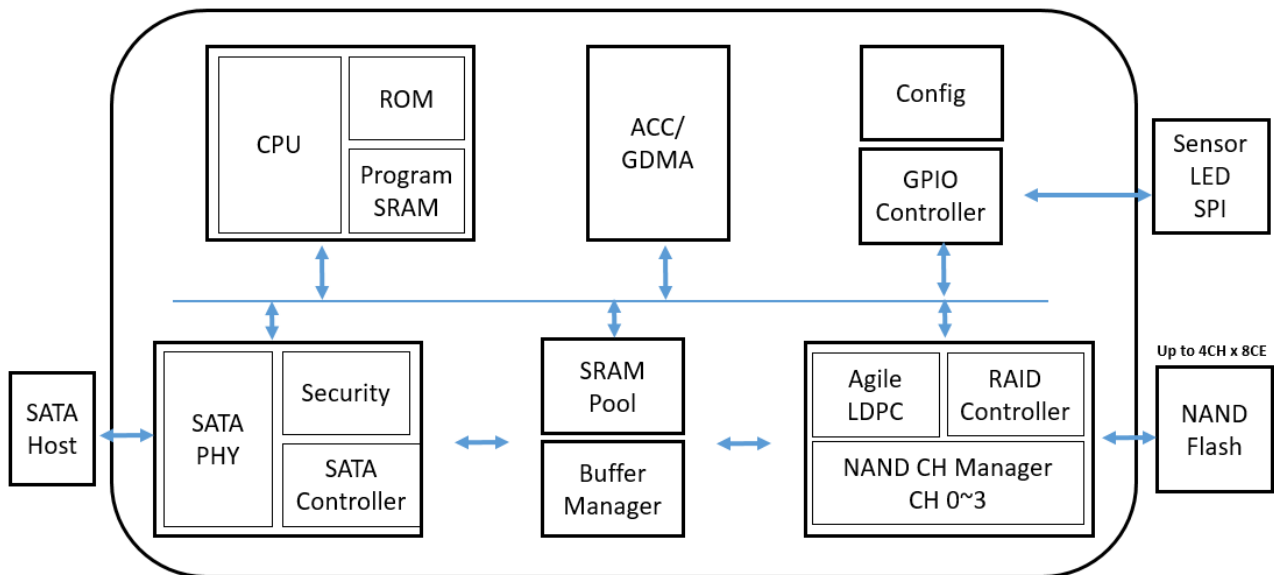 CPU
ROM
Program
SRAM
ACC/
GDMA
Config
GPIO
Controller
Sensor
LED
SPI
SATA
Host
SATA
PHY
Security
SATA
Controller
SRAM
Pool
Buffer
Manager
Agile
LDPC
RAID
Controller
NAND CH Manager
CH 0~3
Up to 4CH x 8CE
NAND
Flash